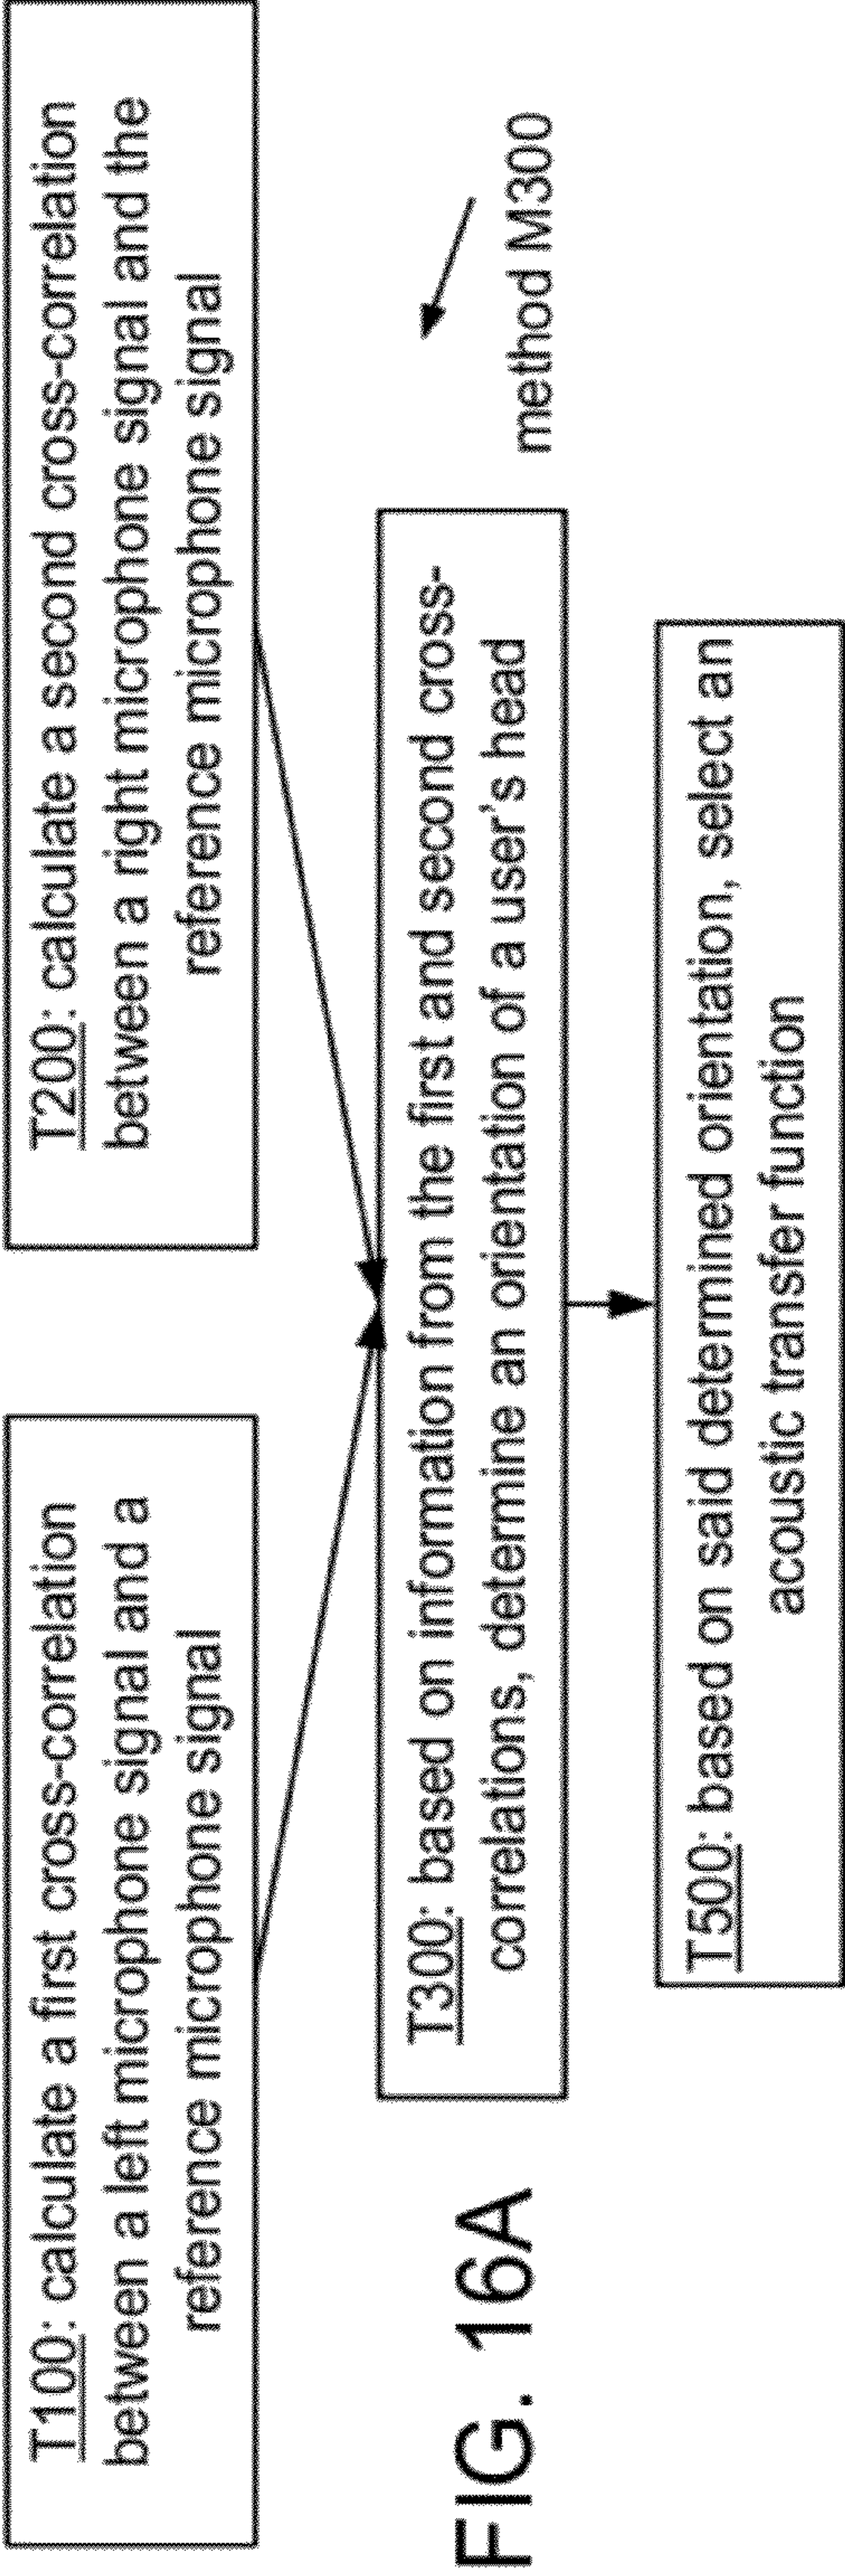 T100: calculate a first cross-correlation
between a left microphone signal and a
reference microphone signal
T200: calculate a second cross-correlation
between a right microphone signal and the
reference microphone signal
T300: based on information from the first and second cross-
correlations, determine an orientation of a user's head
method M300
T500: based on said determined orientation, select an
acoustic transfer function
FIG. 16A